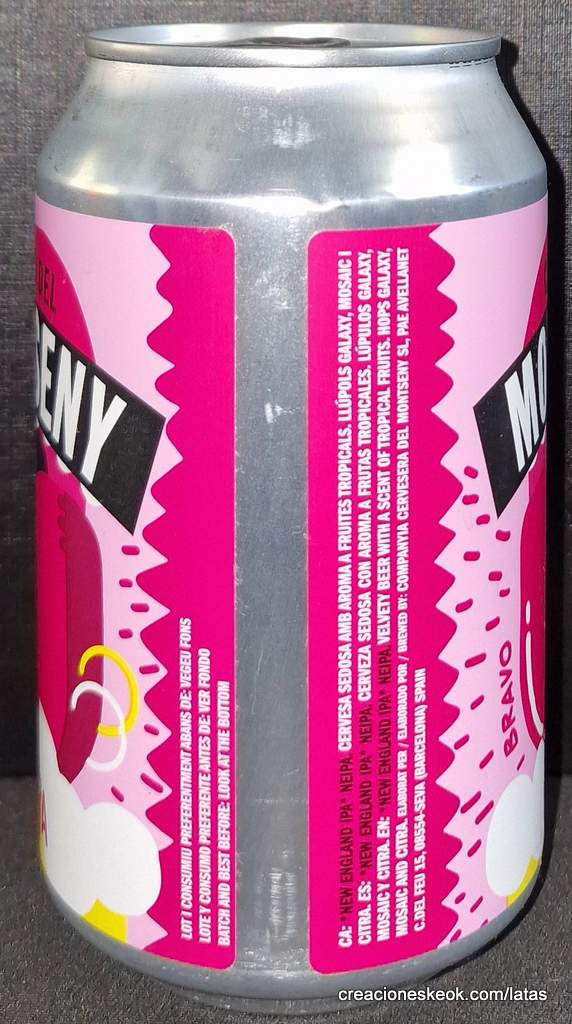 DEL
SENY
MO
BRAVO
A
LOT I CONSUMIU PREFERENTMENT ABANS DE: VEGEU FONS
LOTE Y CONSUMO PREFERENTE ANTES DE: VER FONDO
BATCH AND BEST BEFORE: LOOK AT THE BOTTOM
CA: "NEW ENGLAND IPA" NEIPA. CERVESA SEDOSA AMB AROMA A FRUITES TROPICALS. LLÚPOLS GALAXY, MOSAIC I
CITRA. ES: "NEW ENGLAND IPA" NEIPA. CERVEZA SEDOSA CON AROMA A FRUTAS TROPICALES. LÚPULOS GALAXY,
MOSAIC Y CITRA. EN: "NEW ENGLAND IPA" NEIPA. VELVETY BEER WITH A SCENT OF TROPICAL FRUITS. HOPS GALAXY,
MOSAIC AND CITRA. ELABORAT PER / ELABORADO POR / BREWED BY: COMPANYIA CERVESERA DEL MONTSENY SL, PAE AVELLANET
C.DEL FEU 15, 08554-SEVA (BARCELONA) SPAIN
creacioneskeok.com/latas